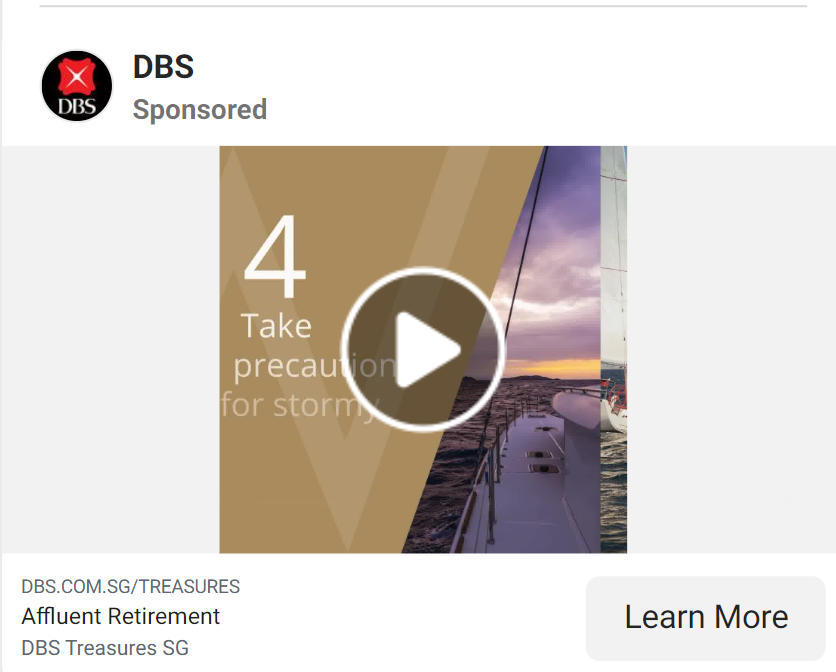 DBS
DBS
Sponsored
4
Take
precaution
for stormy
DBS.COM.SG/TREASURES
Affluent Retirement
DBS Treasures SG
Learn More